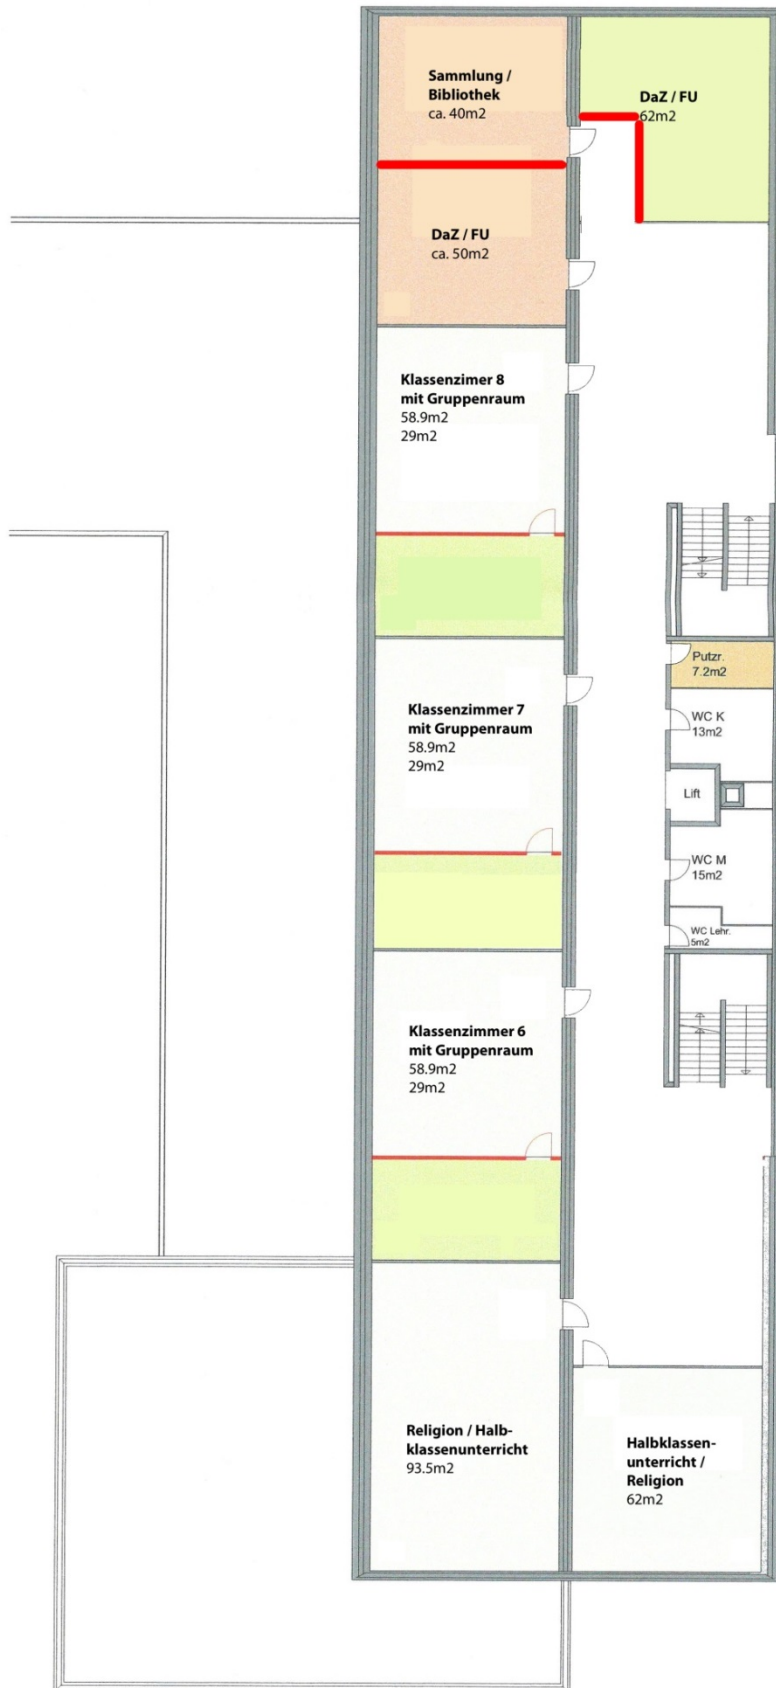 Sammlung /
Bibliothek
ca. 40m2
DaZ / FU
62m2
DaZ / FU
ca. 50m2
Klassenzimer 8
mit Gruppenraum
58.9m2
29m2
Putzr.
7.2m2
WC K
13m2
Klassenzimmer 7
mit Gruppenraum
58.9m2
29m2
Lift
WC M
15m2
WC Lehr.
5m2
Klassenzimmer 6
mit Gruppenraum
58.9m2
29m2
Religion / Halb-
klassenunterricht
93.5m2
Halbklassen-
unterricht /
Religion
62m2